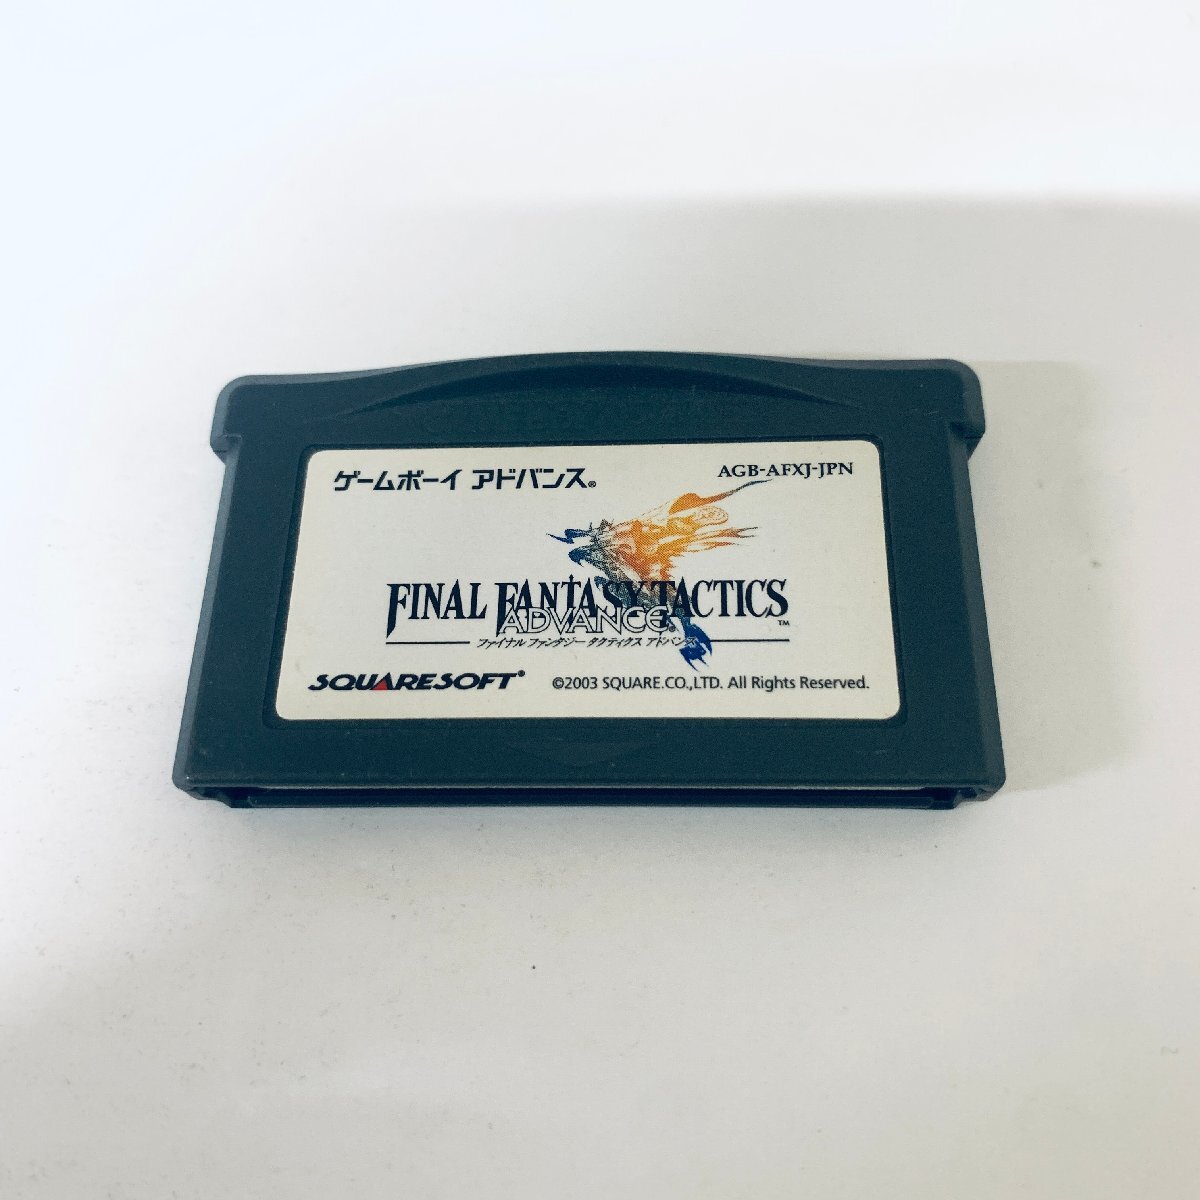 ゲームボーイ アドバンス®
AGB-AFXJ-JPN
FINAL FANTASY TACTICS™
ADVANCE®
ファイナル ファンタジー タクティクス アドバンス
SQUARESOFT®
©2003 SQUARE.CO.,LTD. All Rights Reserved.